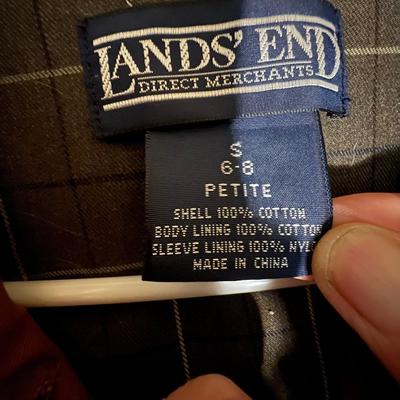 LANDS' END
DIRECT MERCHANTS
S
6-8
PETITE
SHELL 100% COTTON
BODY LINING 100% COTTO
SLEEVE LINING 100% NYL
MADE IN CHINA